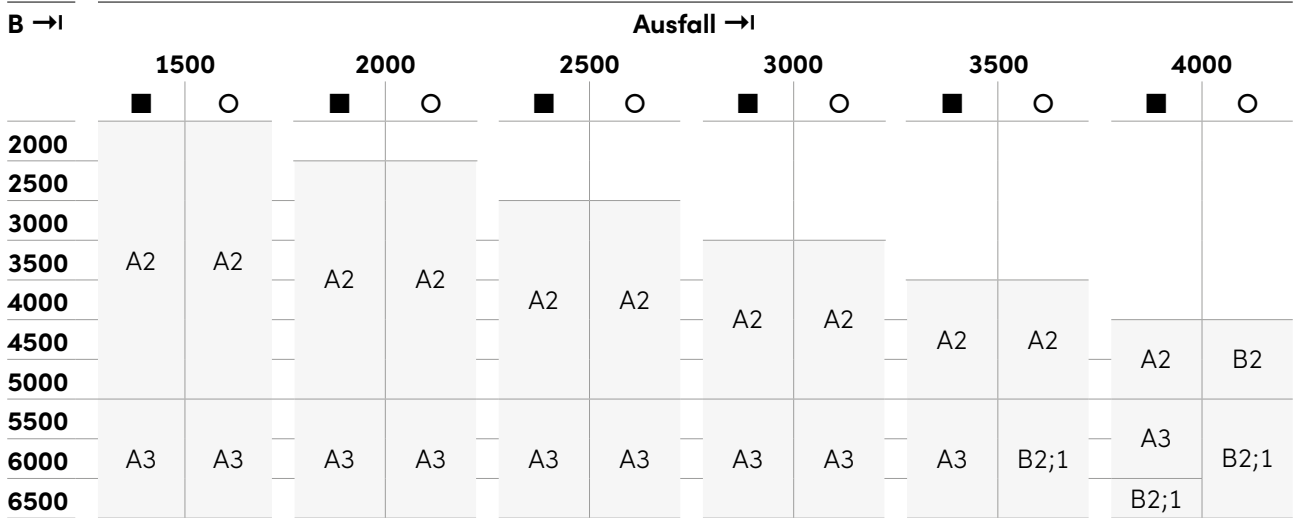 B →I Ausfall →I
1500 2000 2500 3000 3500 4000
■ ○ ■ ○ ■ ○ ■ ○ ■ ○ ■ ○
2000
2500
3000
3500 A2 A2 A2 A2
4000 A2 A2 A2 A2
4500 A2 A2
5000 A2 B2
5500 A3
6000 A3 A3 A3 A3 A3 A3 A3 A3 A3 B2;1 B2;1
6500 B2;1